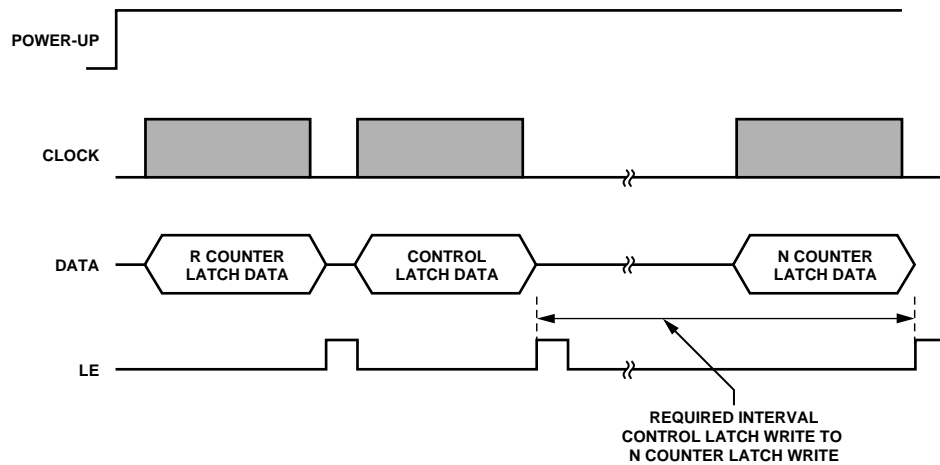 POWER-UP
CLOCK
DATA
R COUNTER
LATCH DATA
CONTROL
LATCH DATA
N COUNTER
LATCH DATA
LE
REQUIRED INTERVAL
CONTROL LATCH WRITE TO
N COUNTER LATCH WRITE